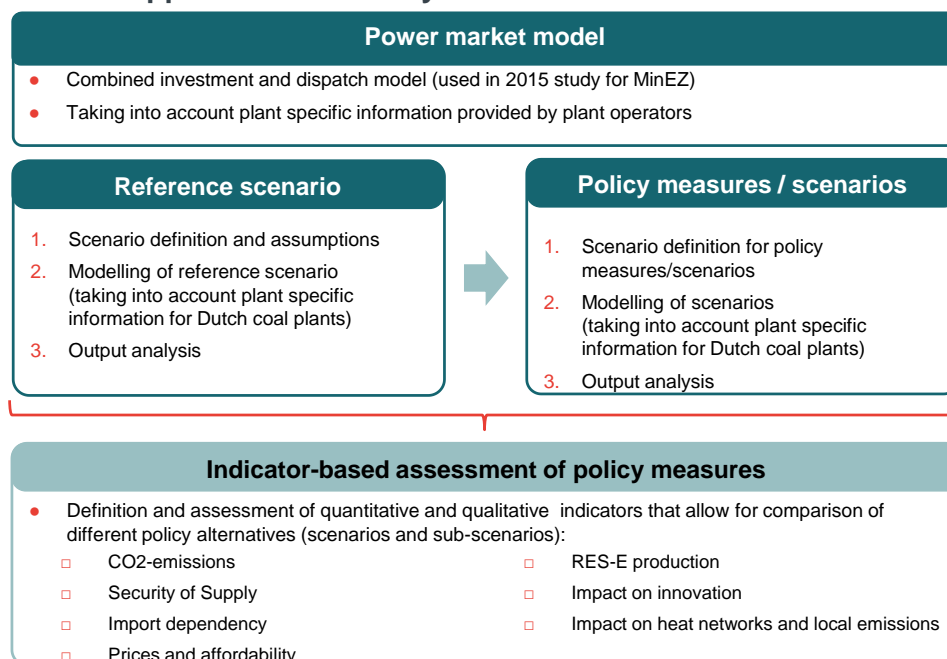 Power market model
● Combined investment and dispatch model (used in 2015 study for MinEZ)
● Taking into account plant specific information provided by plant operators
Reference scenario
1. Scenario definition and assumptions
2. Modelling of reference scenario
(taking into account plant specific
information for Dutch coal plants)
3. Output analysis
Policy measures / scenarios
1. Scenario definition for policy
measures/scenarios
2. Modelling of scenarios
(taking into account plant specific
information for Dutch coal plants)
3. Output analysis
Indicator-based assessment of policy measures
● Definition and assessment of quantitative and qualitative indicators that allow for comparison of
different policy alternatives (scenarios and sub-scenarios):
□ CO2-emissions
□ Security of Supply
□ Import dependency
□ Prices and affordability
□ RES-E production
□ Impact on innovation
□ Impact on heat networks and local emissions